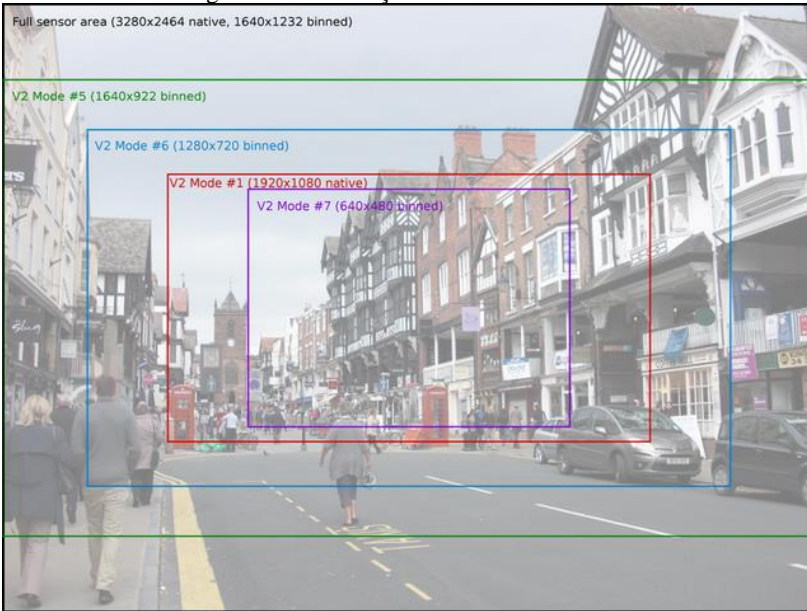 Full sensor area (3280x2464 native, 1640x1232 binned)
V2 Mode #5 (1640x922 binned)
V2 Mode #6 (1280x720 binned)
V2 Mode #1 (1920x1080 native)
V2 Mode #7 (640x480 binned)